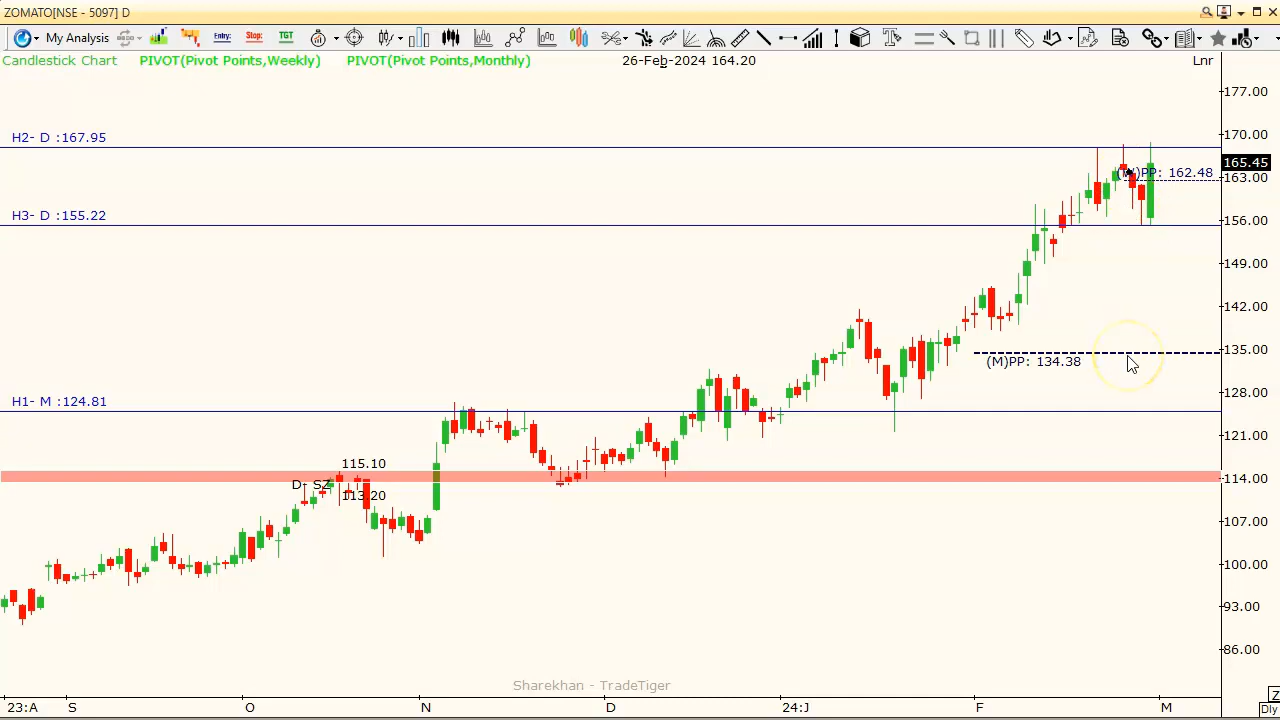 ZOMATO[NSE - 5097] D
My Analysis
Entry:
Stop:
TGT
Candlestick Chart PIVOT(Pivot Points,Weekly) PIVOT(Pivot Points,Monthly) 26-Feb-2024 164.20 Lnr
177.00
H2- D :167.95
170.00
165.45
PP: 162.48
163.00
H3- D :155.22
156.00
149.00
142.00
135.00
(M)PP: 134.38
128.00
H1- M :124.81
121.00
115.10
D- SZ
114.00
113.20
107.00
100.00
93.00
86.00
Sharekhan - TradeTiger
23:A S O N D 24:J F M
Z
Dly